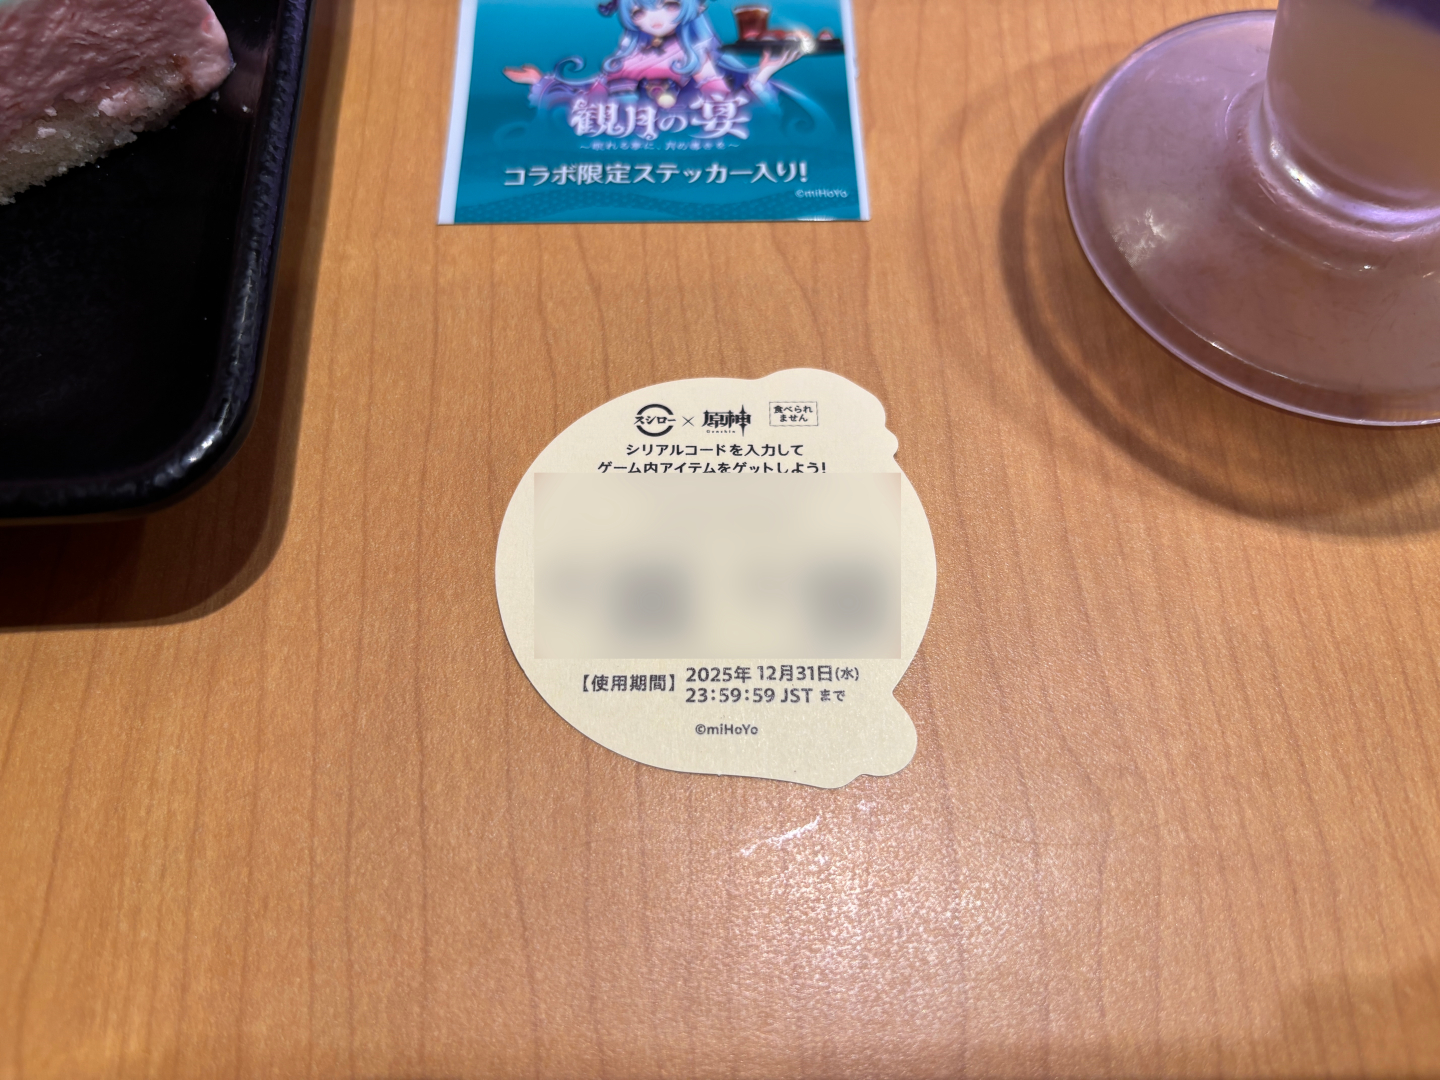 観月の宴
コラボ限定ステッカー入り!
©miHoYo
スシロー × 原神
Genshin
食べられ
ません
シリアルコードを入力して
ゲーム内アイテムをゲットしよう!
【使用期間】 2025年 12月31日(水)
23:59:59 JST まで
©miHoYo